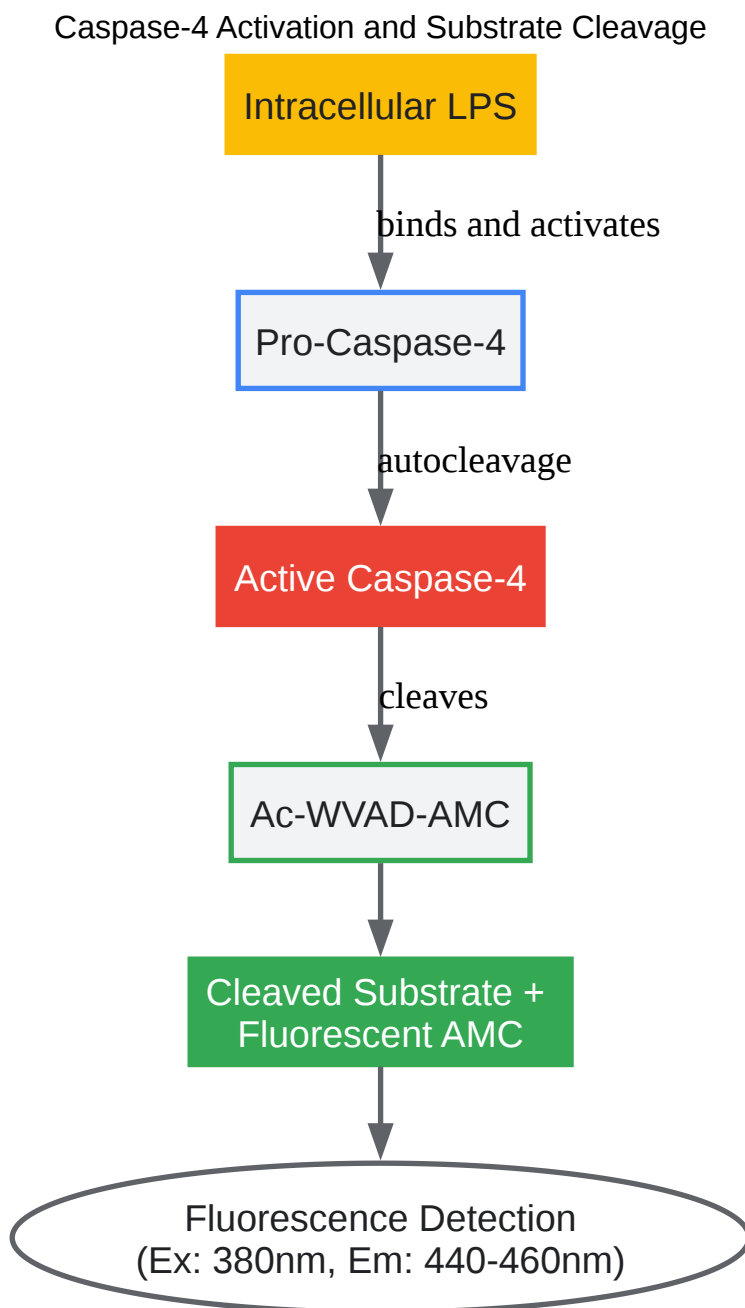 Caspase-4 Activation and Substrate Cleavage
Intracellular LPS
binds and activates
Pro-Caspase-4
autocleavage
Active Caspase-4
cleaves
Ac-WVAD-AMC
Cleaved Substrate +
Fluorescent AMC
Fluorescence Detection
(Ex: 380nm, Em: 440-460nm)